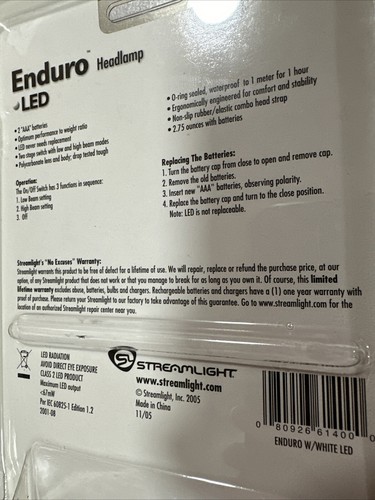 Enduro™ Headlamp
LED
• 2 "AAA" batteries
• Optimum performance to weight ratio
• LED never needs replacement
• Two stage switch with low and high beam modes
• Polycarbonate lens and body; drop tested tough
• O-ring sealed, waterproof to 1 meter for 1 hour
• Ergonomically engineered for comfort and stability
• Non-slip rubber/elastic combo head strap
• 2.75 ounces with batteries
Operation:
The On/Off Switch has 3 functions in sequence:
1. Low Beam setting
2. High Beam setting
3. Off
Replacing The Batteries:
1. Turn the battery cap from close to open and remove cap.
2. Remove the old batteries.
3. Insert new "AAA" batteries, observing polarity.
4. Replace the battery cap and turn to the close position.
Note: LED is not replaceable.
Streamlight's "No Excuses" Warranty:
Streamlight warrants this product to be free of defect for a lifetime of use. We will repair, replace or refund the purchase price, at our
option, of any Streamlight product that does not work or that you manage to break for as long as you own it. Of course, this limited
lifetime warranty excludes abuse, batteries, bulbs and chargers. Rechargeable batteries and chargers have a (1) one year warranty with
proof of purchase. Please return your Streamlight to our factory to take advantage of this guarantee. Go to www.streamlight.com for the
location of an authorized Streamlight repair center near you.
LED RADIATION
AVOID DIRECT EYE EXPOSURE
CLASS 2 LED PRODUCT
Maximum LED output
<67mW
Per IEC 60825-1 Edition 1.2
2001-08
SL STREAMLIGHT®
www.streamlight.com
© Streamlight, Inc. 2005
Made in China
11/05
0 80926 61400 0
ENDURO W/WHITE LED